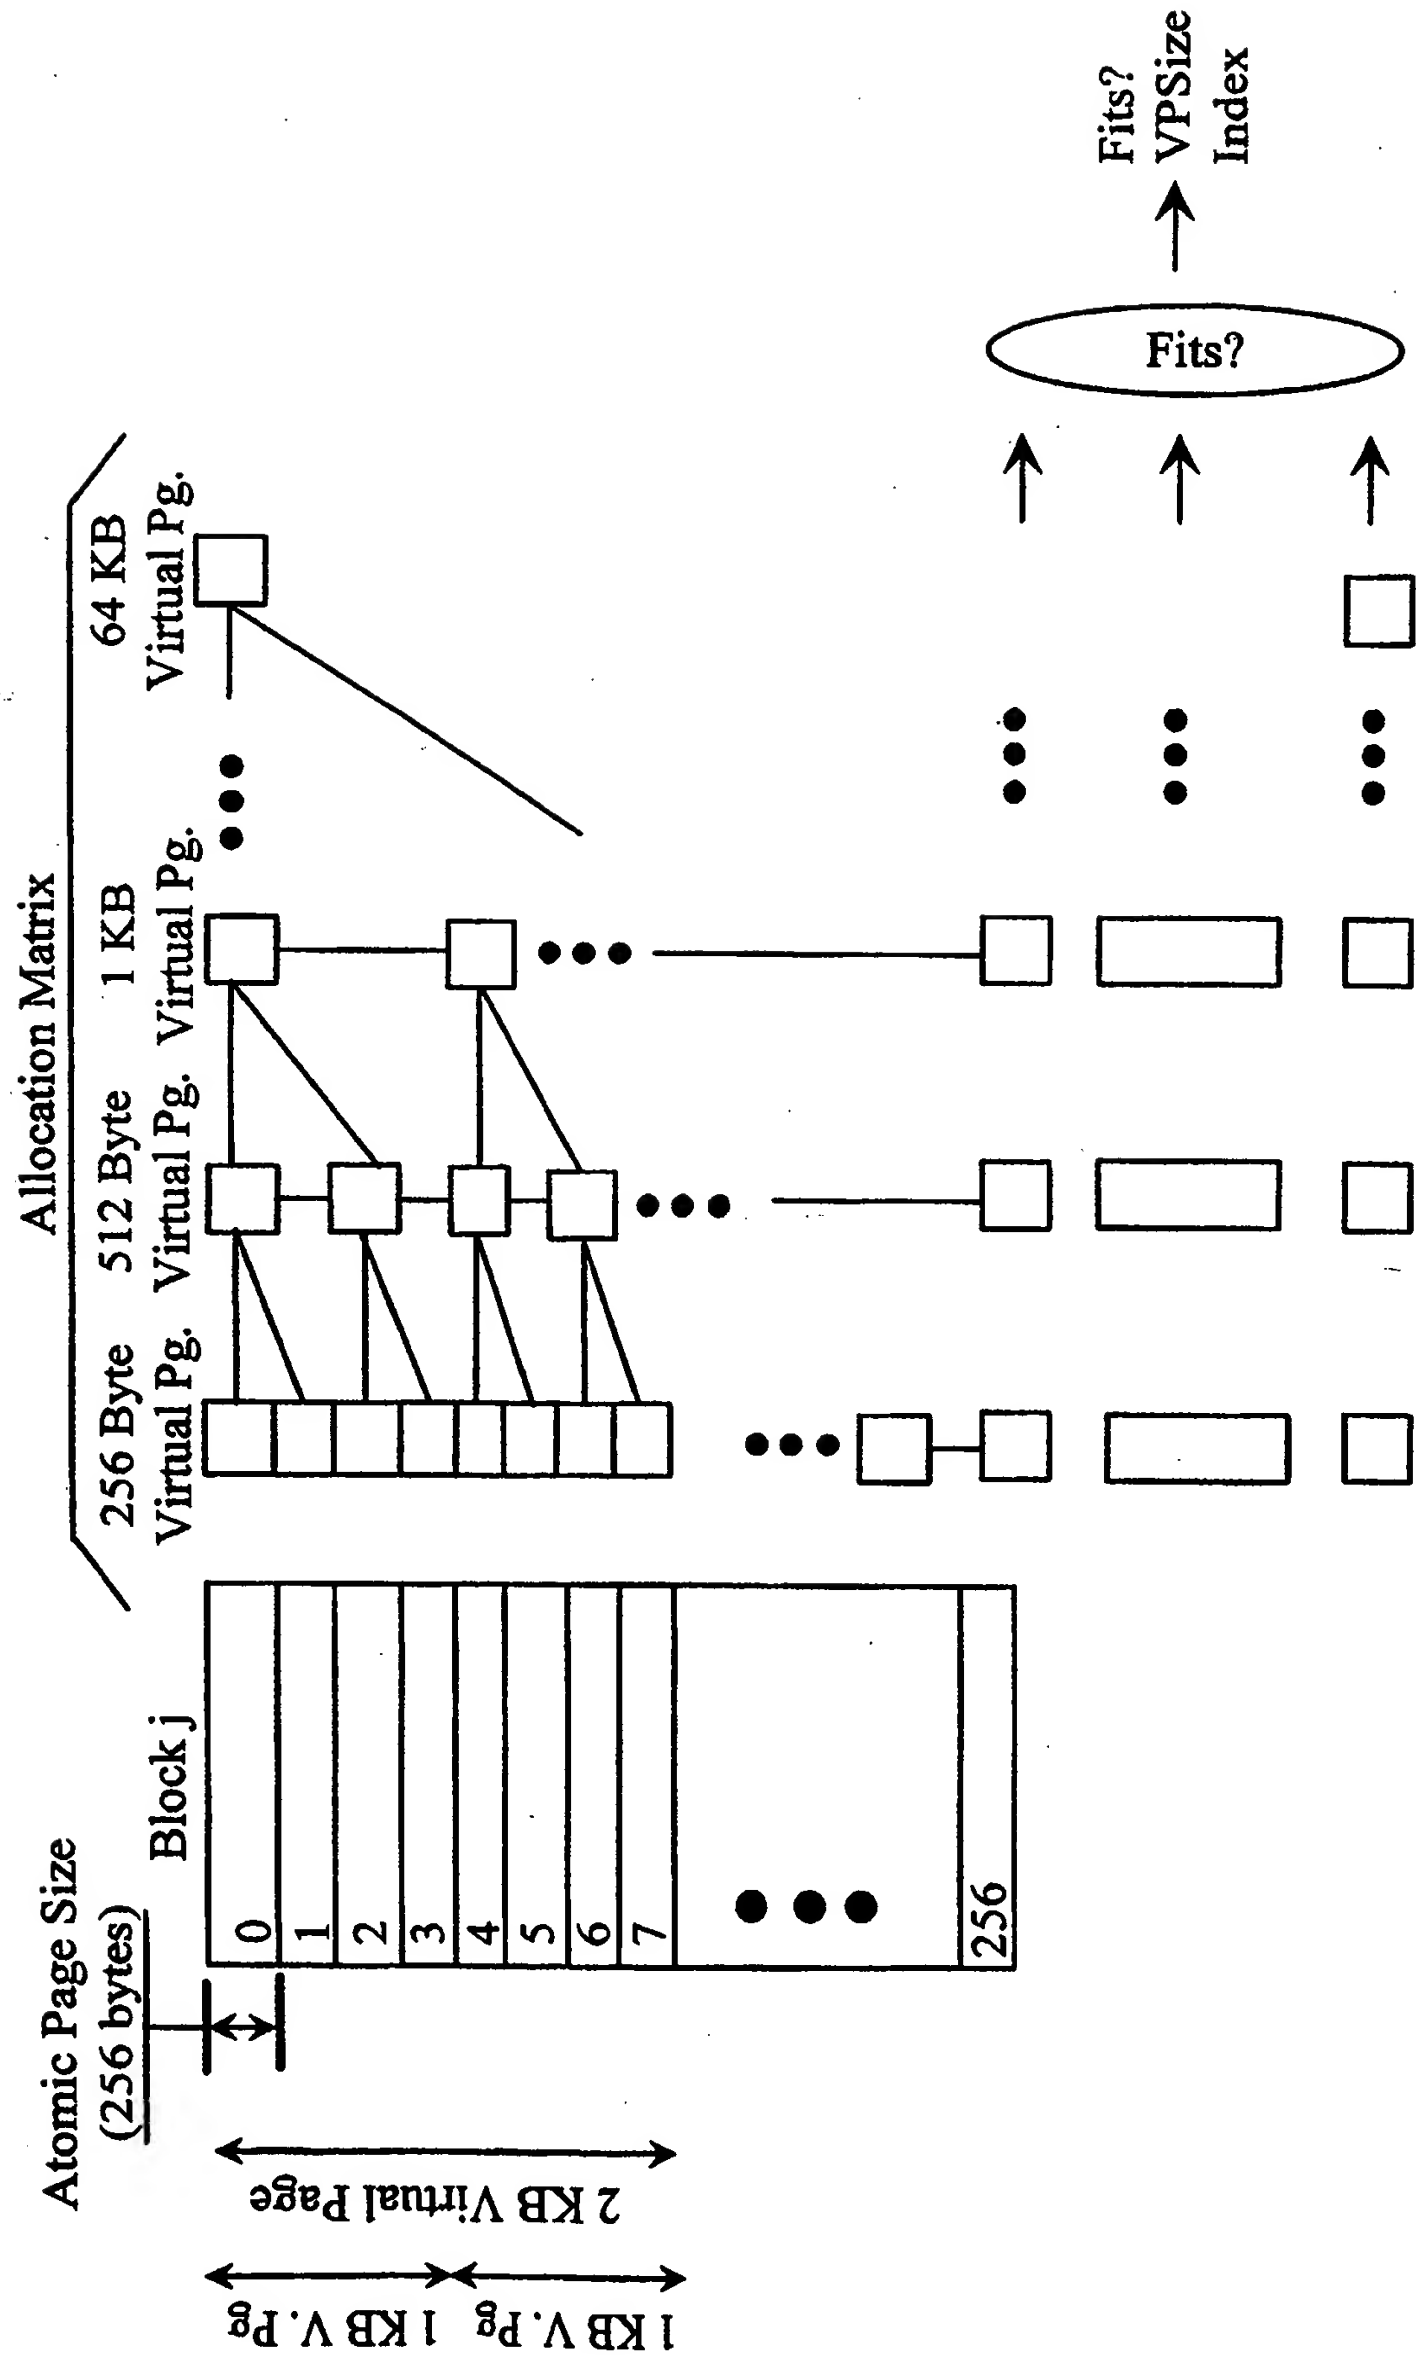 Allocation Matrix
Atomic Page Size
(256 bytes)
Block j
256 Byte
Virtual Pg.
512 Byte
Virtual Pg.
1 KB
Virtual Pg.
64 KB
Virtual Pg.
0
1
2
3
4
5
6
7
256
2 KB Virtual Page
1 KB V. Pg
1 KB V. Pg
Fits?
Fits?
VPSize
Index